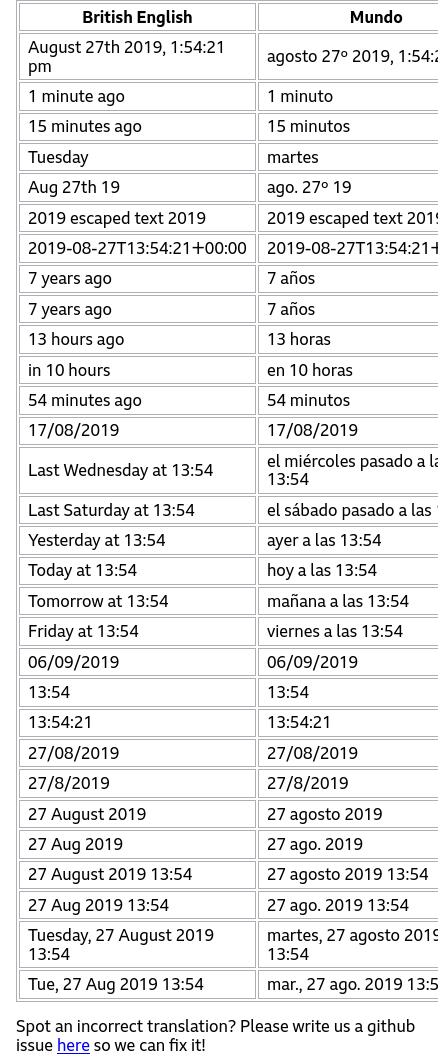 British English Mundo
August 27th 2019, 1:54:21
pm
agosto 27º 2019,
1 minute ago 1 minuto
15 minutes ago 15 minutos
Tuesday martes
Aug 27th 19 ago. 27º 19
2019 escaped text 2019 2019 escaped text
2019-08-27T13:54:21+00:00 2019-08-27T13:54:21+
7 years ago 7 años
7 years ago 7 años
13 hours ago 13 horas
in 10 hours en 10 horas
54 minutes ago 54 minutos
17/08/2019 17/08/2019
Last Wednesday at 13:54
el miércoles pasado a
13:54
Last Saturday at 13:54 el sábado pasado a las
Yesterday at 13:54 ayer a las 13:54
Today at 13:54 hoy a las 13:54
Tomorrow at 13:54 mañana a las 13:54
Friday at 13:54 viernes a las 13:54
06/09/2019 06/09/2019
13:54 13:54
13:54:21 13:54:21
27/08/2019 27/08/2019
27/8/2019 27/8/2019
27 August 2019 27 agosto 2019
27 Aug 2019 27 ago. 2019
27 August 2019 13:54 27 agosto 2019 13:54
27 Aug 2019 13:54 27 ago. 2019 13:54
Tuesday, 27 August 2019
13:54
martes, 27 agosto 2019
13:54
Tue, 27 Aug 2019 13:54 mar., 27 ago. 2019
Spot an incorrect translation? Please write us a github
issue here so we can fix it!